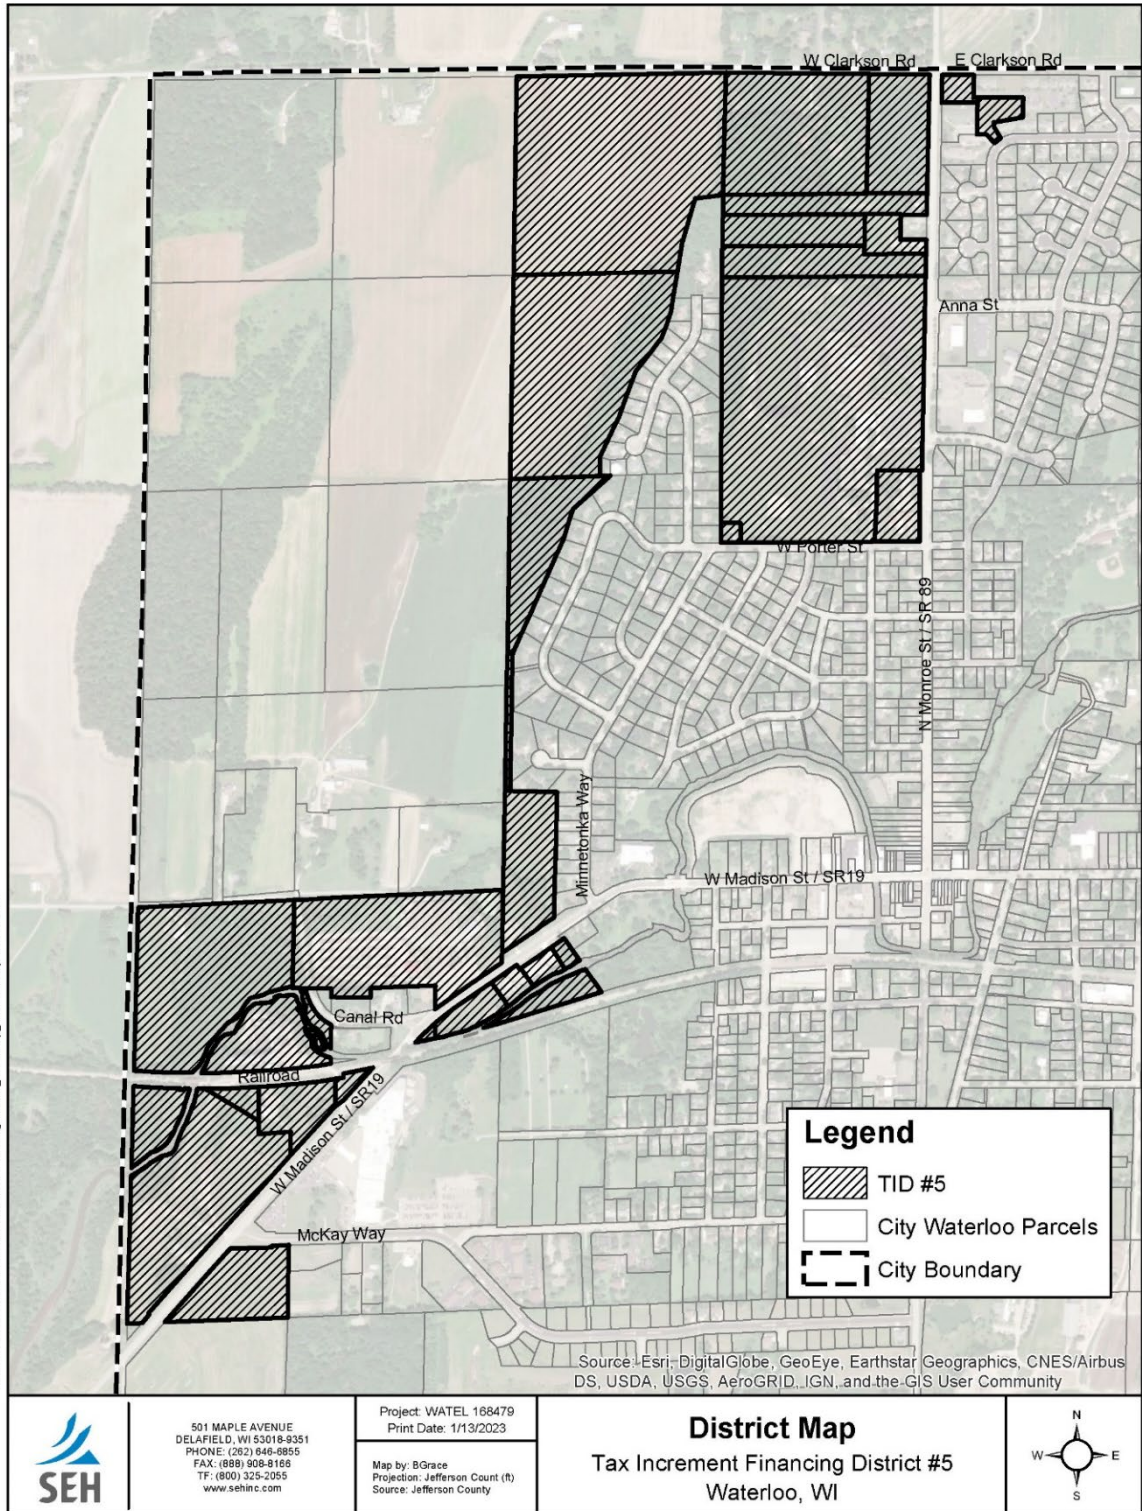 W Clarkson Rd
E Clarkson Rd
Anna St
W Porter St
N Monroe St / SR 89
Minnetonka Way
W Madison St / SR19
Canal Rd
Railroad
W Madison St / SR19
McKay Way
Legend
TID #5
City Waterloo Parcels
City Boundary
Source: Esri, DigitalGlobe, GeoEye, Earthstar Geographics, CNES/Airbus
DS, USDA, USGS, AeroGRID, IGN, and the GIS User Community
SEH
501 MAPLE AVENUE
DELAFIELD, WI 53018-9351
PHONE: (262) 646-6855
FAX: (888) 908-8166
TF: (800) 325-2055
www.sehinc.com
Project: WATEL 168479
Print Date: 1/13/2023
Map by: BGrace
Projection: Jefferson Count (ft)
Source: Jefferson County
District Map
Tax Increment Financing District #5
Waterloo, WI
N
W
E
S